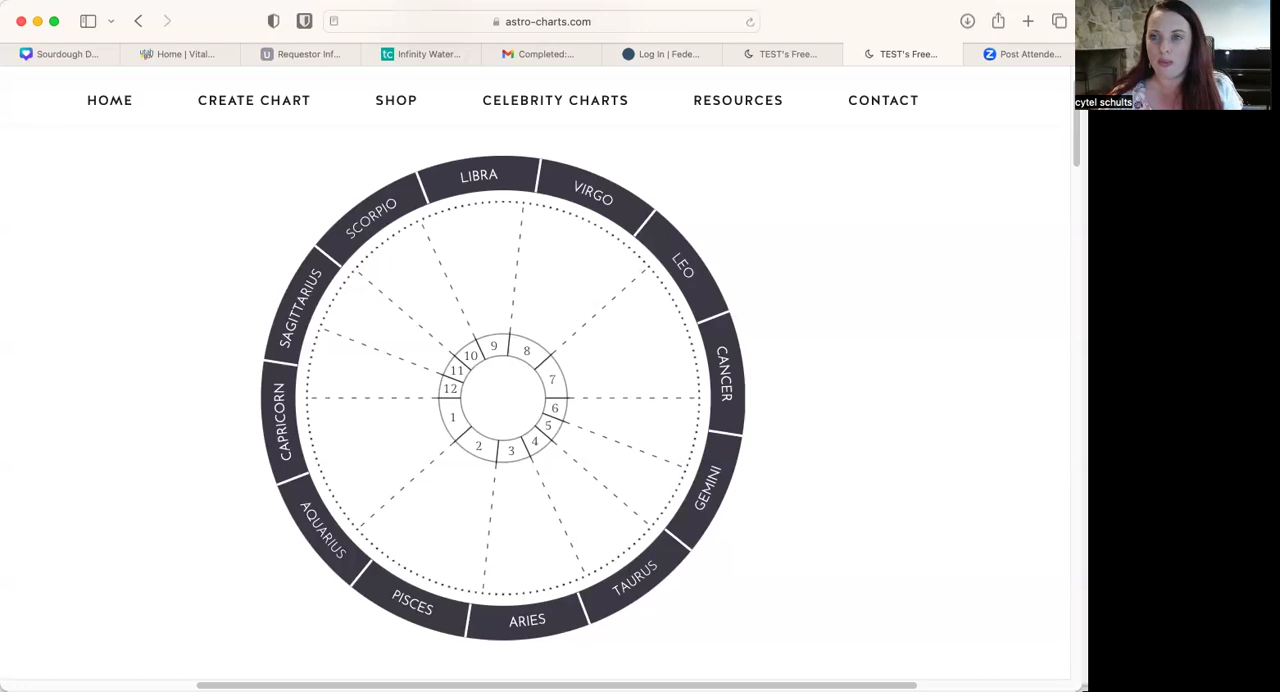 astro-charts.com
Sourdough D...
Home | Vital...
Requestor Inf...
tc Infinity Water...
Completed:...
Log In | Fede...
TEST's Free...
TEST's Free...
Post Attende...
HOME CREATE CHART SHOP CELEBRITY CHARTS RESOURCES CONTACT
cytel schults
LIBRA
VIRGO
SCORPIO
LEO
SAGITTARIUS
CANCER
CAPRICORN
GEMINI
AQUARIUS
TAURUS
PISCES
ARIES
9
8
10
11
7
12
6
1
5
4
2
3